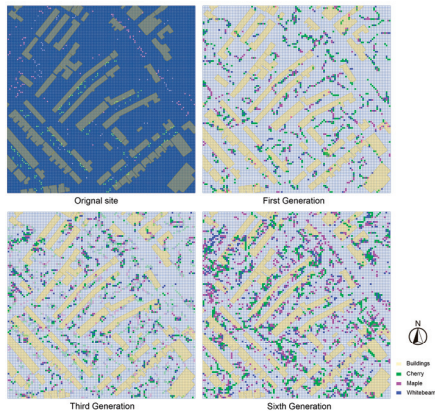 Orignal site
First Generation
Third Generation
Sixth Generation
N
Buildings
Cherry
Maple
Whitebeam